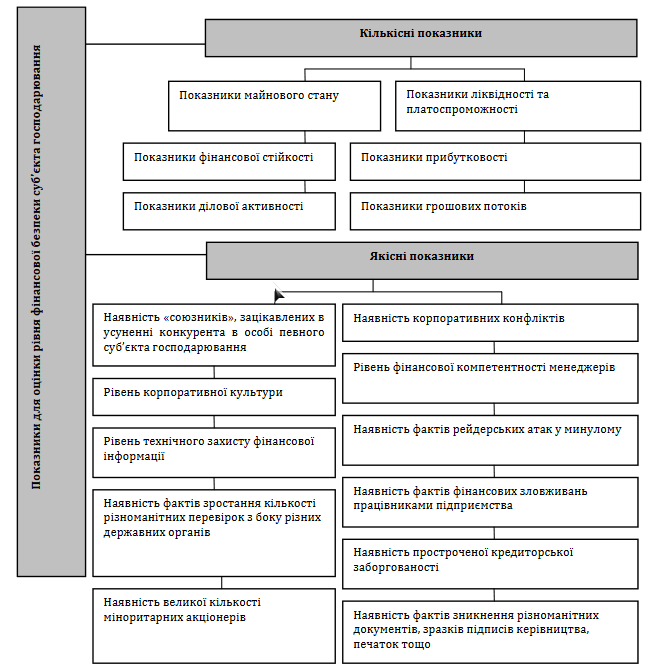 Показники для оцінки рівня фінансової безпеки суб’єкта господарювання
Кількісні показники
Показники майнового стану
Показники ліквідності та
платоспроможності
Показники фінансової стійкості
Показники прибутковості
Показники ділової активності
Показники грошових потоків
Якісні показники
Наявність «союзників», зацікавлених в
усуненні конкурента в особі певного
суб’єкта господарювання
Рівень корпоративної культури
Рівень технічного захисту фінансової
інформації
Наявність фактів зростання кількості
різноманітних перевірок з боку різних
державних органів
Наявність великої кількості
міноритарних акціонерів
Наявність корпоративних конфліктів
Рівень фінансової компетентності менеджерів
Наявність фактів рейдерських атак у минулому
Наявність фактів фінансових зловживань
працівниками підприємства
Наявність простроченої кредиторської
заборгованості
Наявність фактів зникнення різноманітних
документів, зразків підписів керівництва,
печаток тощо